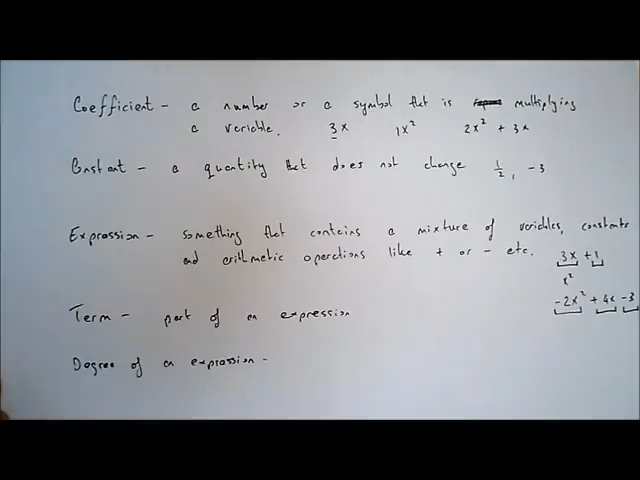 Coefficient - a number or a symbol that is multiplying
a variable. 3x 1x² 2x² + 3x
Constant - a quantity that does not change ½, -3
Expression - something that contains a mixture of variables, constants
and arithmetic operations like + or - etc. 3x + 1
x²
-2x² + 4x - 3
Term - part of an expression
Degree of an expression -